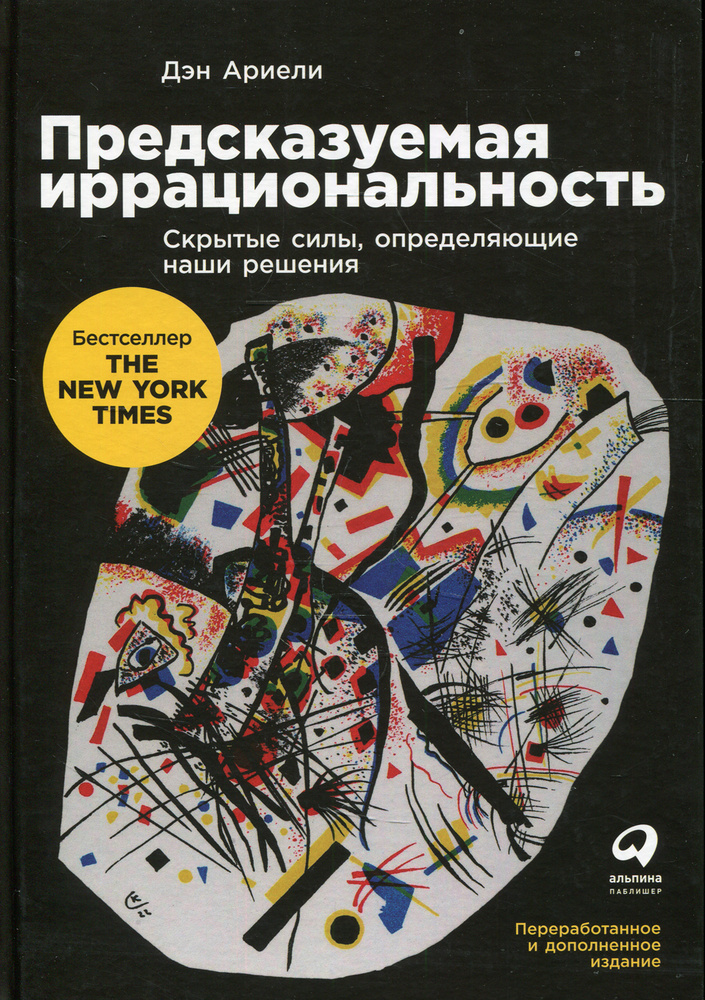 Дэн Ариели
Предсказуемая
иррациональность
Скрытые силы, определяющие
наши решения
Бестселлер
THE
NEW YORK
TIMES
К
22
альпина
ПАБЛИШЕР
Переработанное
и дополненное
издание